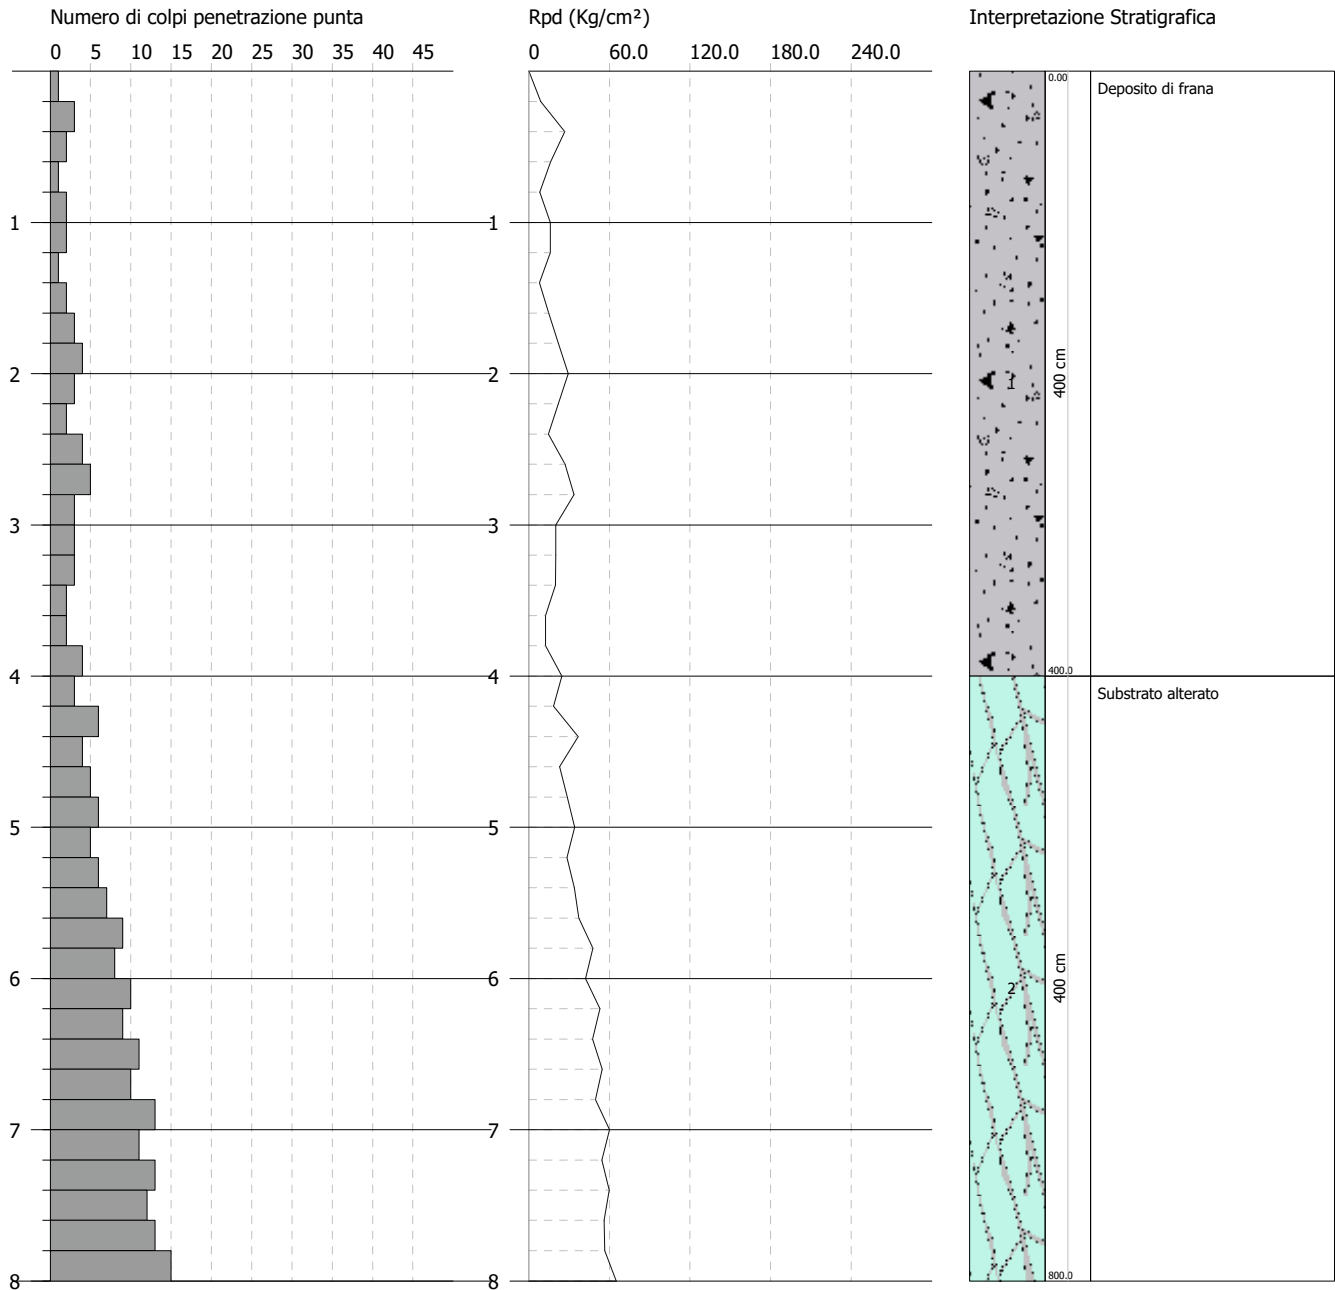 Numero di colpi penetrazione punta
Rpd (Kg/cm²)
Interpretazione Stratigrafica
0 5 10 15 20 25 30 35 40 45
0 60.0 120.0 180.0 240.0
0.00
Deposito di frana
1 1
2 2
400 cm
1
3 3
4 4
400.0
Substrato alterato
5 5
6 6
400 cm
2
7 7
8 8
800.0